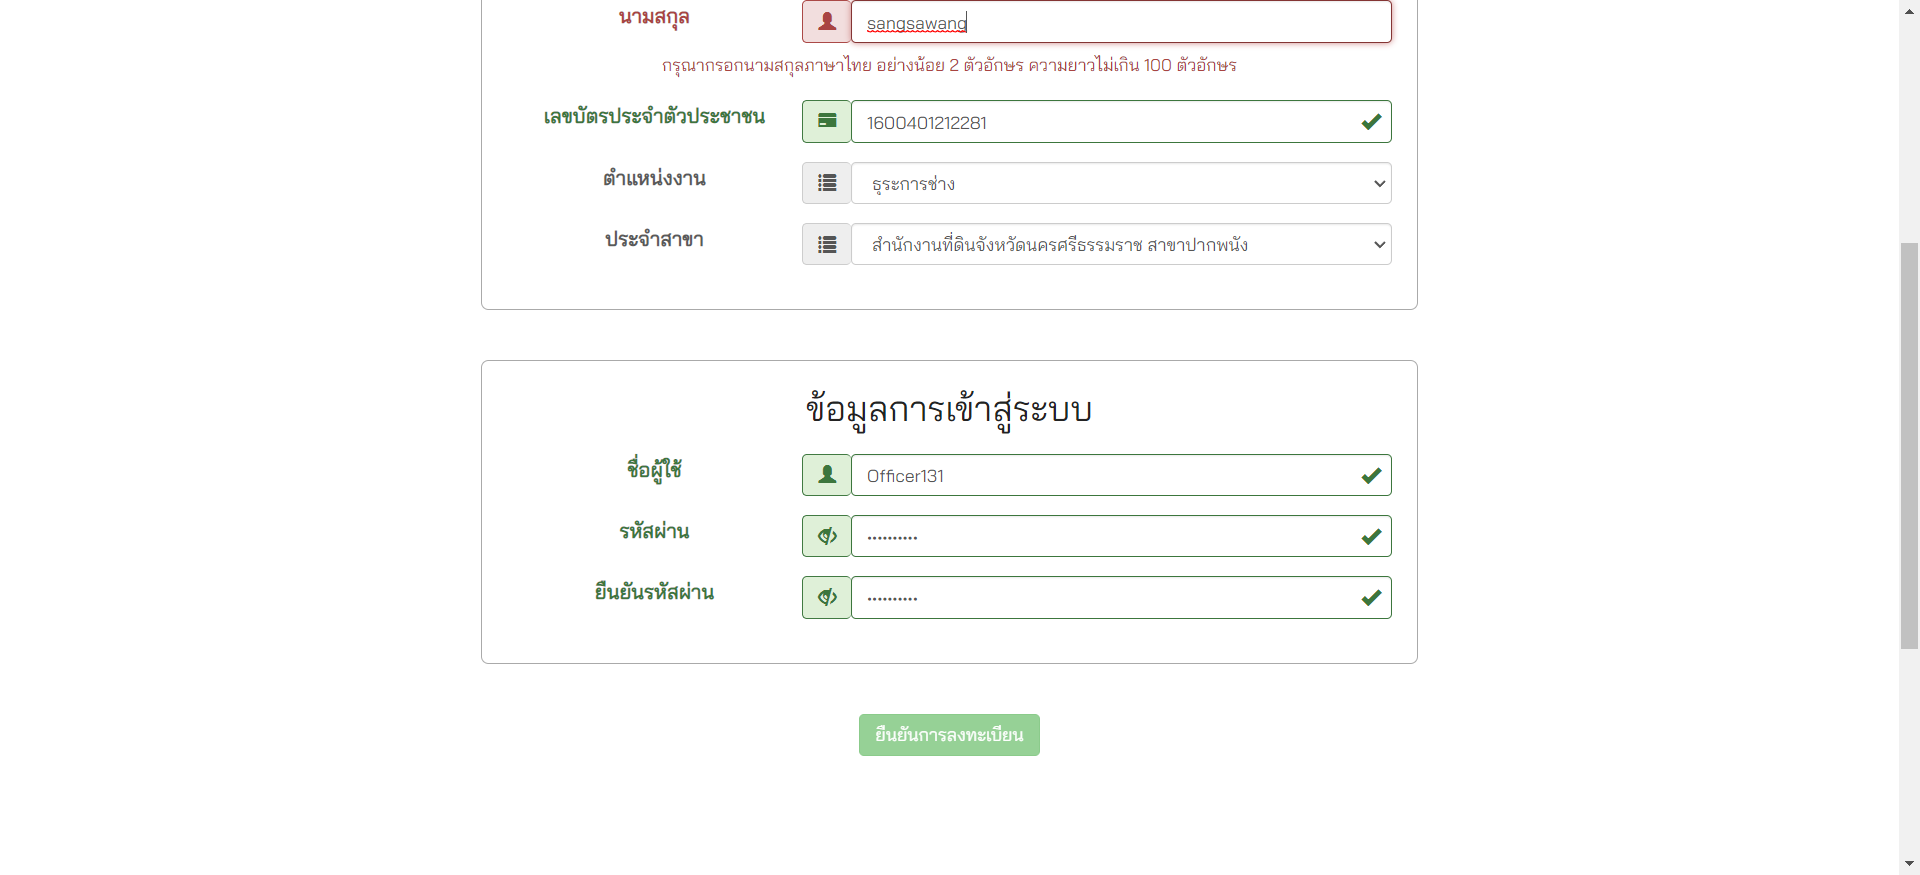 นามสกุล
sangsawang
กรุณากรอกนามสกุลภาษาไทย อย่างน้อย 2 ตัวอักษร ความยาวไม่เกิน 100 ตัวอักษร
เลขบัตรประจำตัวประชาชน
1600401212281
ตำแหน่งงาน
ธุระการช่าง
ประจำสาขา
สำนักงานที่ดินจังหวัดนครศรีธรรมราช สาขาปากพนัง
ข้อมูลการเข้าสู่ระบบ
ชื่อผู้ใช้
Officer131
รหัสผ่าน
••••••••••
ยืนยันรหัสผ่าน
••••••••••
ยืนยันการลงทะเบียน